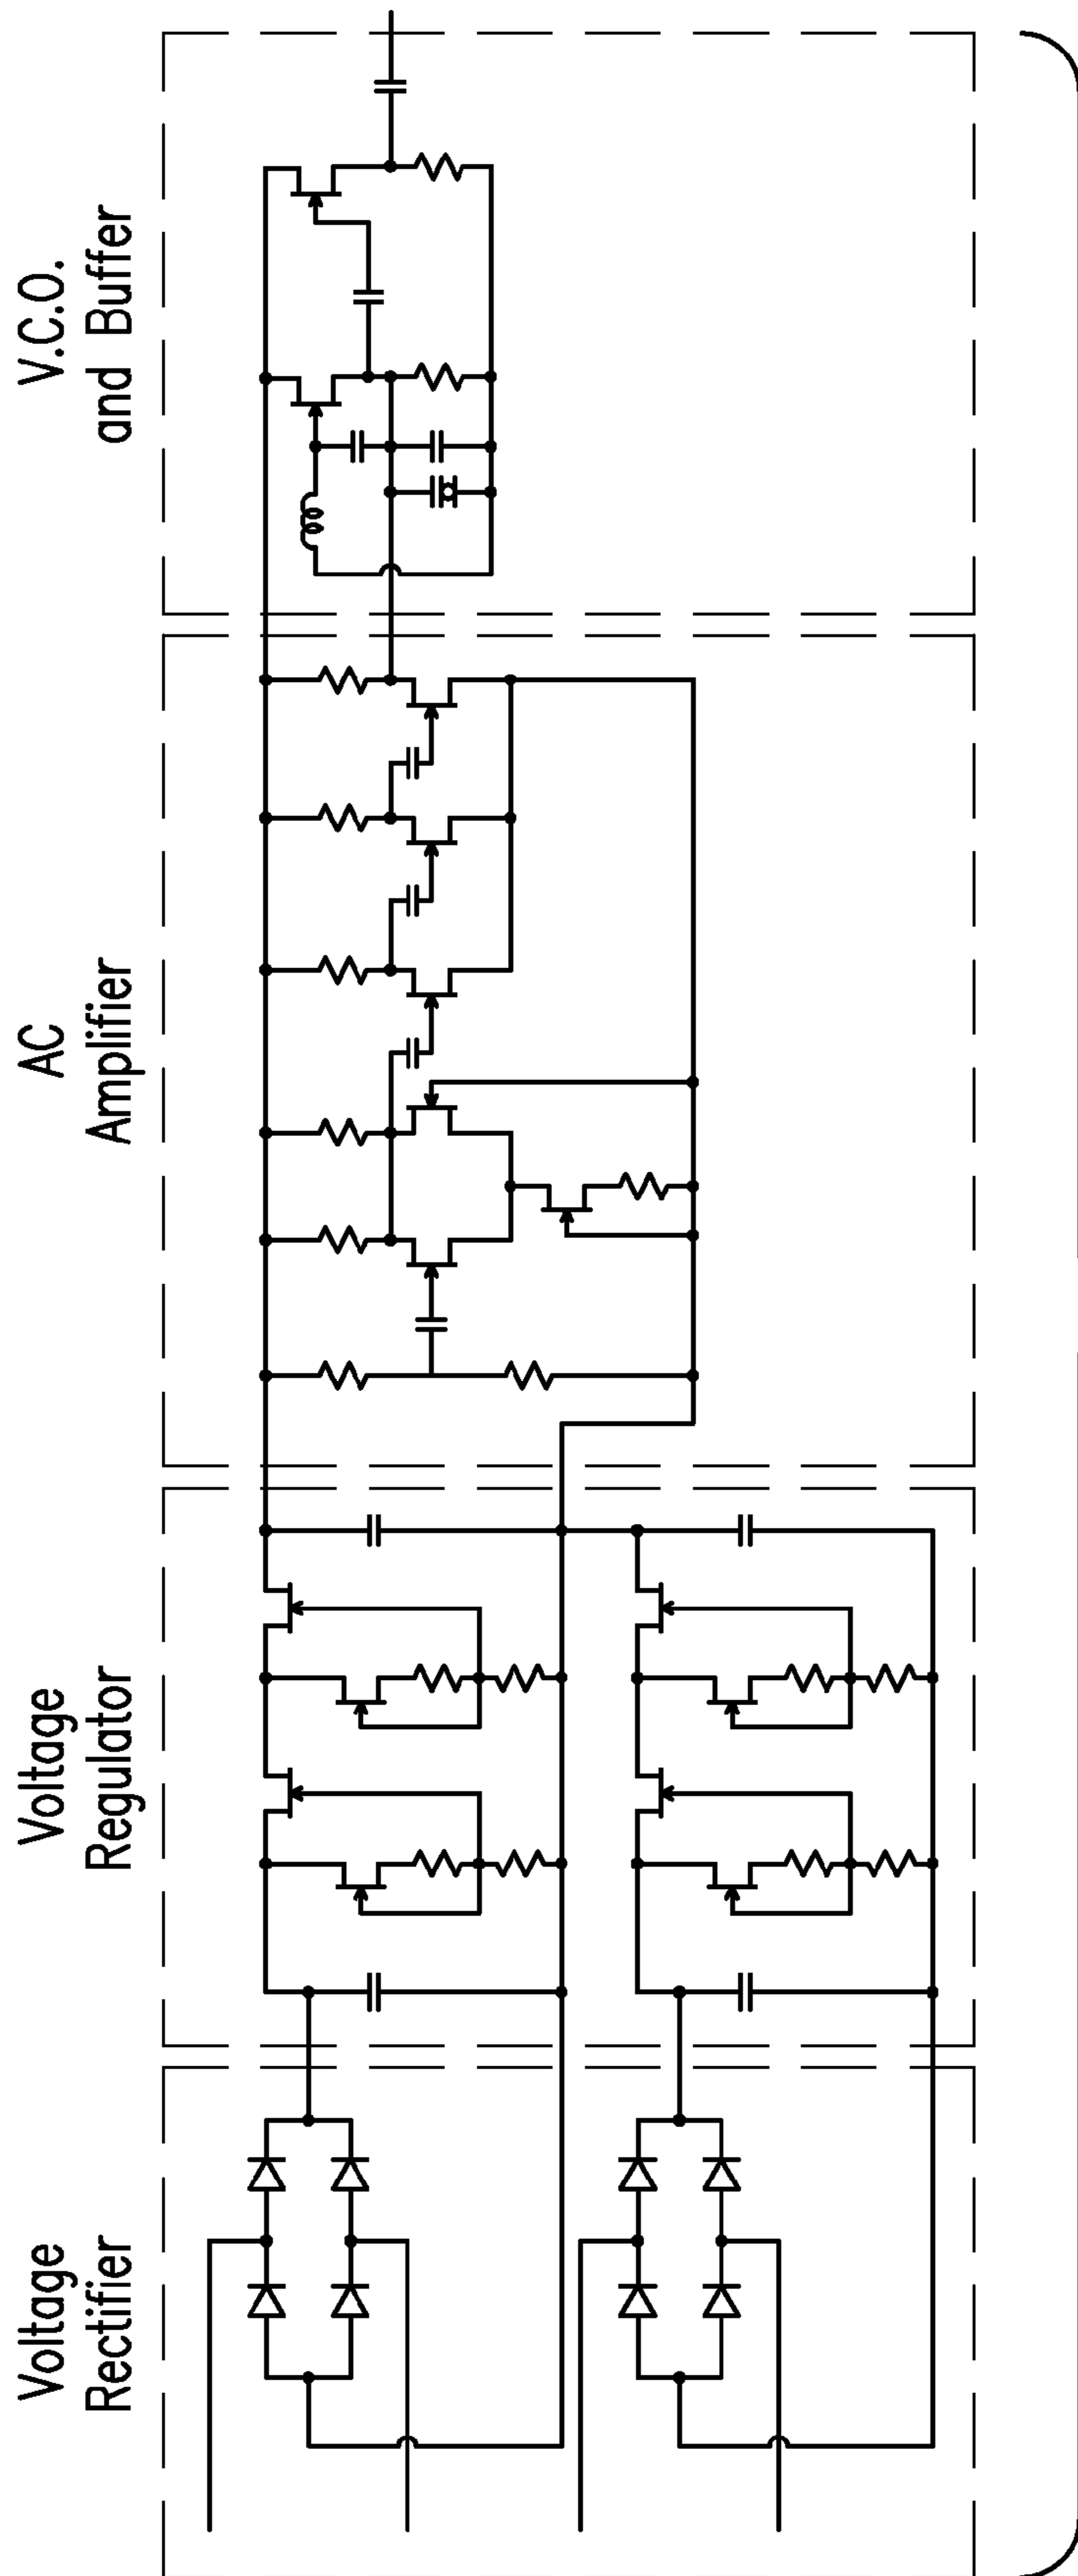 Voltage
Rectifier
Voltage
Regulator
AC
Amplifier
V.C.O.
and Buffer